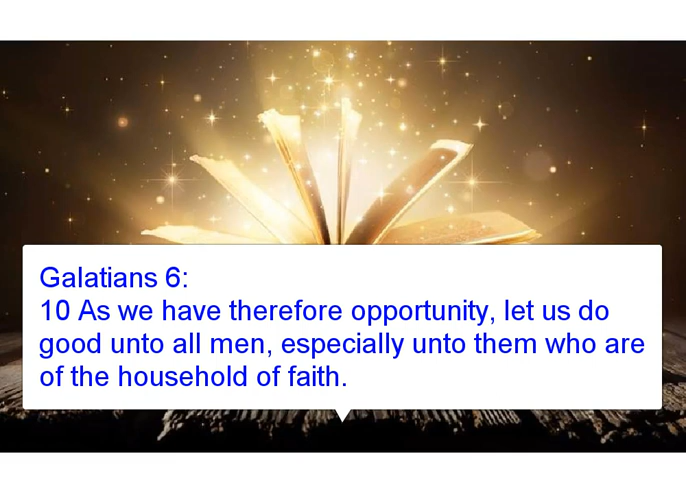 Galatians 6:
10 As we have therefore opportunity, let us do
good unto all men, especially unto them who are
of the household of faith.